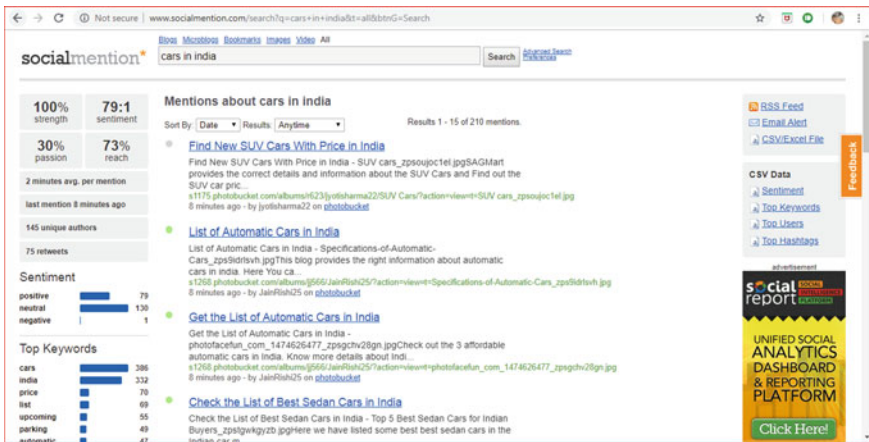 Not secure | www.socialmention.com/search?q=cars+in+india&t=all&btnG=Search
Blogs Microblogs Bookmarks Images Video All
socialmention*
cars in india
Search
Advanced Search
Preferences
100% strength
79:1 sentiment
30% passion
73% reach
2 minutes avg. per mention
last mention 8 minutes ago
145 unique authors
75 retweets
Sentiment
positive 79
neutral 130
negative 1
Top Keywords
cars 386
india 332
price 70
list 69
upcoming 55
parking 49
automatic 47
Mentions about cars in india
Sort By: Date Results: Anytime
Results 1 - 15 of 210 mentions.
Find New SUV Cars With Price in India
Find New SUV Cars With Price in India - SUV cars_zpsoujoc1el.jpgSAGMart
provides the correct details and information about the SUV Cars and Find out the
SUV car pric...
s1175.photobucket.com/albums/r623/jyotisharma22/SUV Cars/?action=view=t=SUV cars_zpsoujoc1el.jpg
8 minutes ago - by jyotisharma22 on photobucket
List of Automatic Cars in India
List of Automatic Cars in India - Specifications-of-Automatic-
Cars_zps9idrlsvh.jpgThis blog provides the right information about automatic
cars in india. Here You ca...
s1268.photobucket.com/albums/jj566/JainRishi25/?action=view=t=Specifications-of-Automatic-Cars_zps9idrlsvh.jpg
8 minutes ago - by JainRishi25 on photobucket
Get the List of Automatic Cars in India
Get the List of Automatic Cars in India -
photofacefun_com_1474626477_zpsgchv28gn.jpgCheck out the 3 affordable
automatic cars in India. Know more details about Indi...
s1268.photobucket.com/albums/jj566/JainRishi25/?action=view=t=photofacefun_com_1474626477_zpsgchv28gn.jpg
8 minutes ago - by JainRishi25 on photobucket
Check the List of Best Sedan Cars in India
Check the List of Best Sedan Cars in India - Top 5 Best Sedan Cars for Indian
Buyers_zpslgwkgyzb.jpgHere we have listed some best best sedan cars in the
Indian car m
RSS Feed
Email Alert
CSV/Excel File
Feedback
CSV Data
Sentiment
Top Keywords
Top Users
Top Hashtags
advertisement
social report
SOCIAL
INTELLIGENCE
PLATFORM
UNIFIED SOCIAL
ANALYTICS
DASHBOARD
& REPORTING
PLATFORM
Click Here!